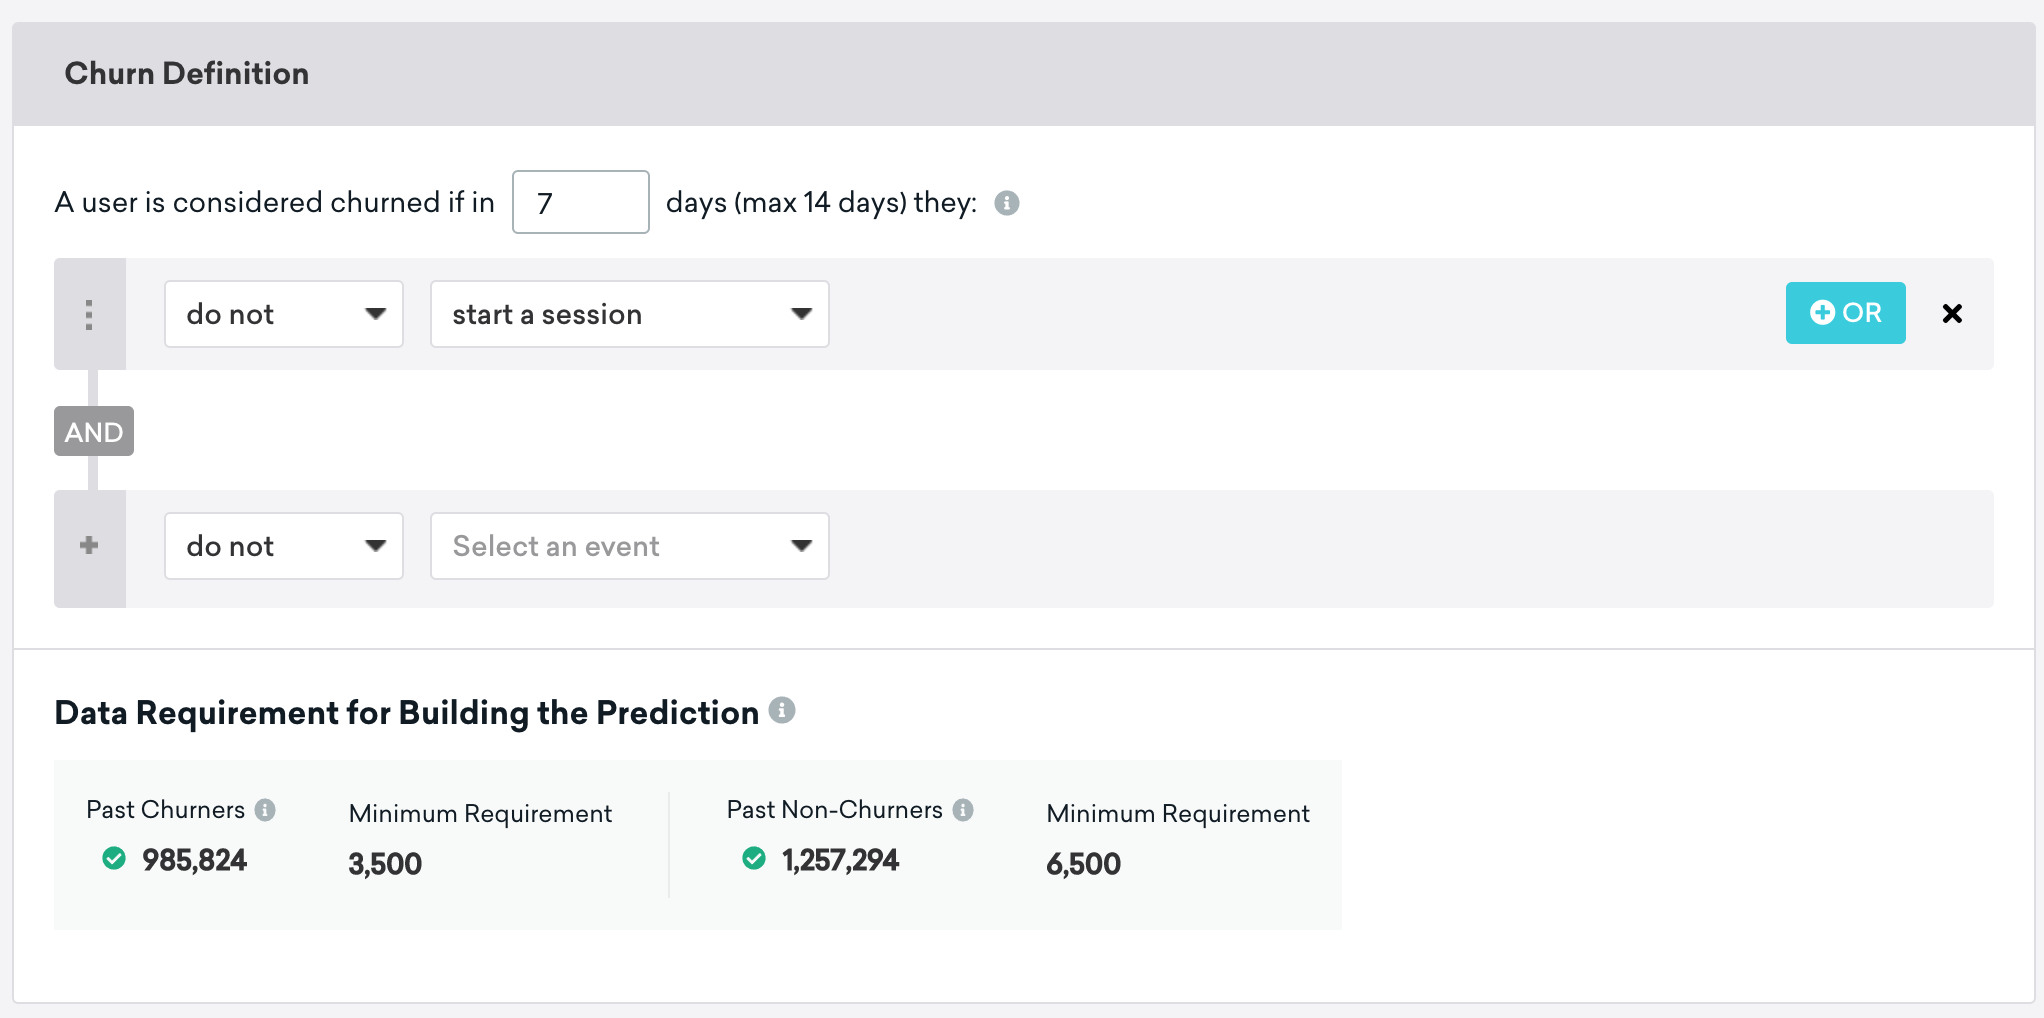 Churn Definition
A user is considered churned if in 7 days (max 14 days) they:
do not start a session OR
AND
do not Select an event
Data Requirement for Building the Prediction
Past Churners Minimum Requirement Past Non-Churners Minimum Requirement
985,824 3,500 1,257,294 6,500